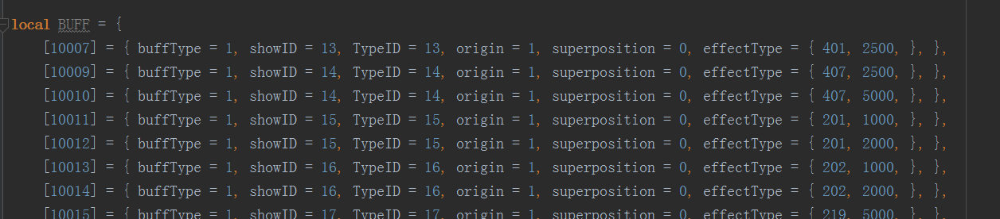 local BUFF = {
[10007] = { buffType = 1, showID = 13, TypeID = 13, origin = 1, superposition = 0, effectType = { 401, 2500, }, },
[10009] = { buffType = 1, showID = 14, TypeID = 14, origin = 1, superposition = 0, effectType = { 407, 2500, }, },
[10010] = { buffType = 1, showID = 14, TypeID = 14, origin = 1, superposition = 0, effectType = { 407, 5000, }, },
[10011] = { buffType = 1, showID = 15, TypeID = 15, origin = 1, superposition = 0, effectType = { 201, 1000, }, },
[10012] = { buffType = 1, showID = 15, TypeID = 15, origin = 1, superposition = 0, effectType = { 201, 2000, }, },
[10013] = { buffType = 1, showID = 16, TypeID = 16, origin = 1, superposition = 0, effectType = { 202, 1000, }, },
[10014] = { buffType = 1, showID = 16, TypeID = 16, origin = 1, superposition = 0, effectType = { 202, 2000, }, },
[10015] = { buffType = 1, showID = 17, TypeID = 17, origin = 1, superposition = 0, effectType = { 219, 5000, }, },